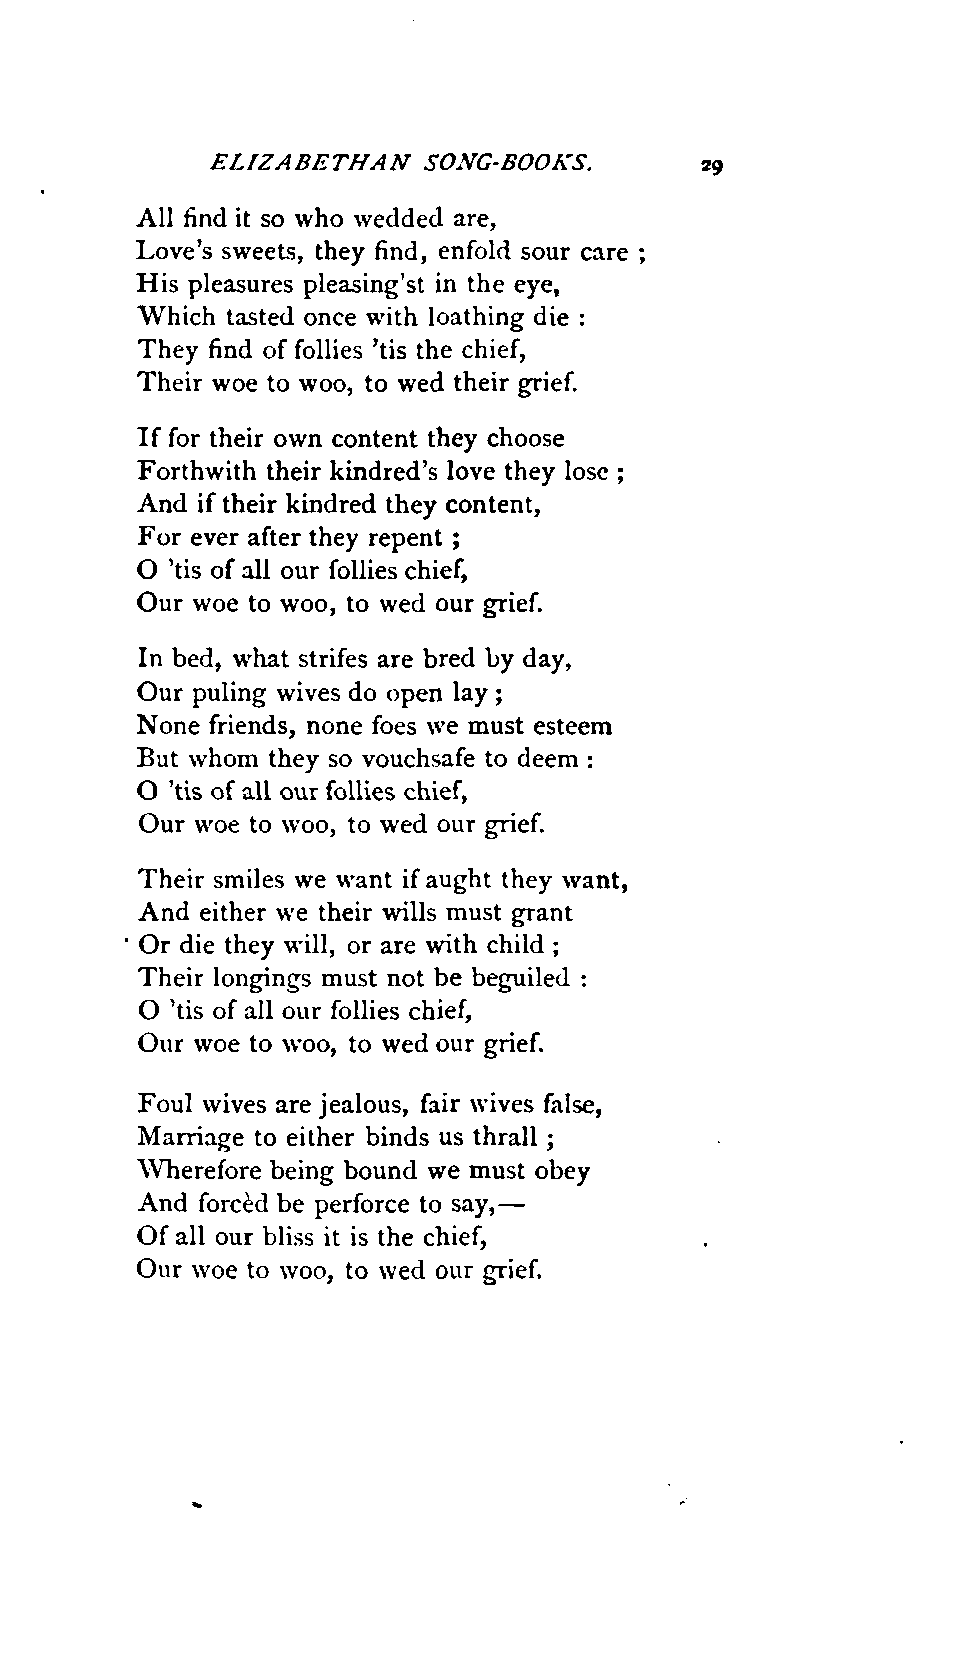 ELIZABETHAN SONG-BOOKS. 29
All find it so who wedded are,
Love's sweets, they find, enfold sour care ;
His pleasures pleasing'st in the eye,
Which tasted once with loathing die :
They find of follies 'tis the chief,
Their woe to woo, to wed their grief.
If for their own content they choose
Forthwith their kindred's love they lose ;
And if their kindred they content,
For ever after they repent ;
O 'tis of all our follies chief,
Our woe to woo, to wed our grief.
In bed, what strifes are bred by day,
Our puling wives do open lay ;
None friends, none foes we must esteem
But whom they so vouchsafe to deem :
O 'tis of all our follies chief,
Our woe to woo, to wed our grief.
Their smiles we want if aught they want,
And either we their wills must grant
Or die they will, or are with child ;
Their longings must not be beguiled :
O 'tis of all our follies chief,
Our woe to woo, to wed our grief.
Foul wives are jealous, fair wives false,
Marriage to either binds us thrall ;
Wherefore being bound we must obey
And forcèd be perforce to say,—
Of all our bliss it is the chief,
Our woe to woo, to wed our grief.